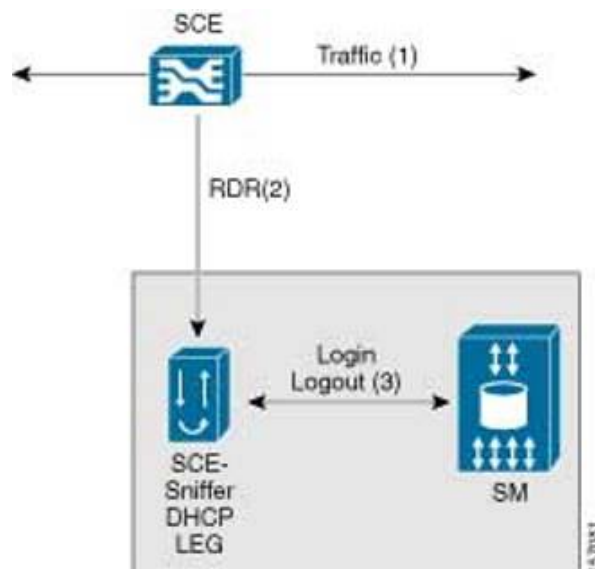 SCE
Traffic (1)
RDR(2)
Login
Logout (3)
SCE-
Sniffer
DHCP
LEG
SM